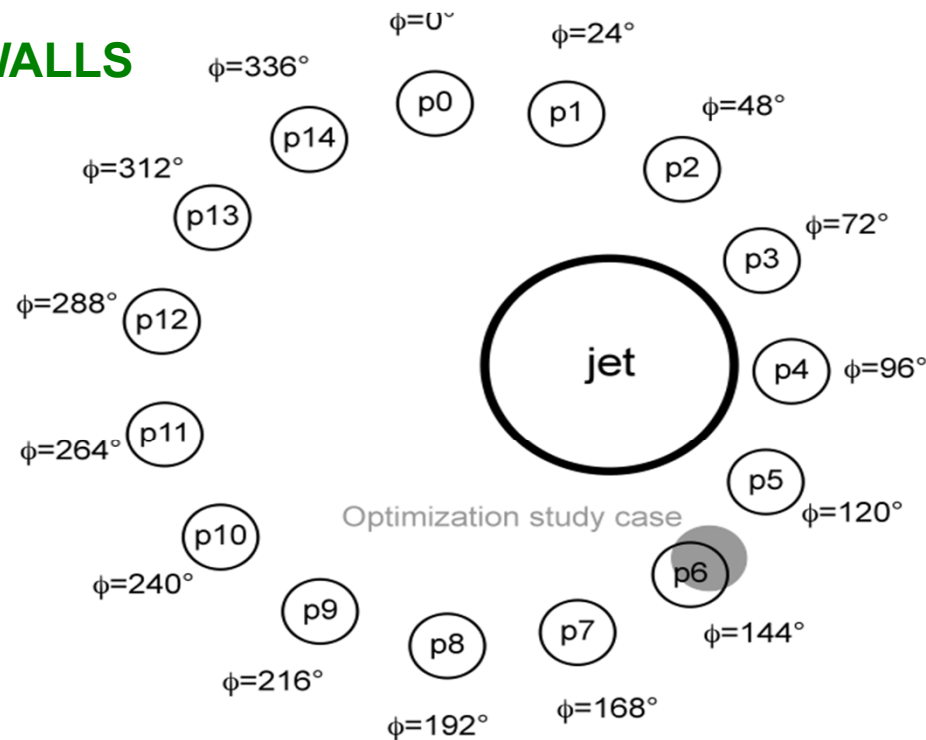 φ=0°
φ=24°
φ=336°
p0
p1
φ=48°
p14
p2
φ=312°
p13
φ=72°
p3
φ=288°
p12
jet
p4
φ=96°
p11
φ=264°
p5
φ=120°
Optimization study case
p10
p6
φ=240°
p9
p7
φ=144°
p8
φ=216°
φ=192°
φ=168°